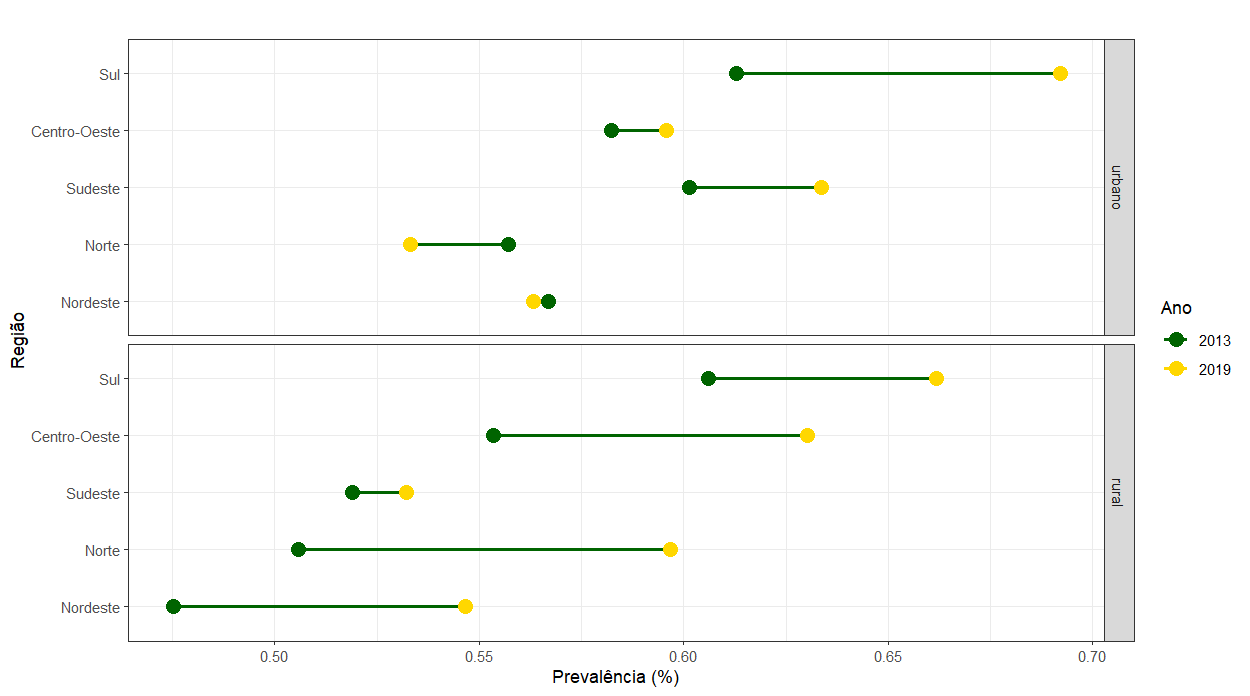 Região
Sul
Centro-Oeste
Sudeste
Norte
Nordeste
urbano
Sul
Centro-Oeste
Sudeste
Norte
Nordeste
rural
0.50 0.55 0.60 0.65 0.70
Prevalência (%)
Ano
2013
2019